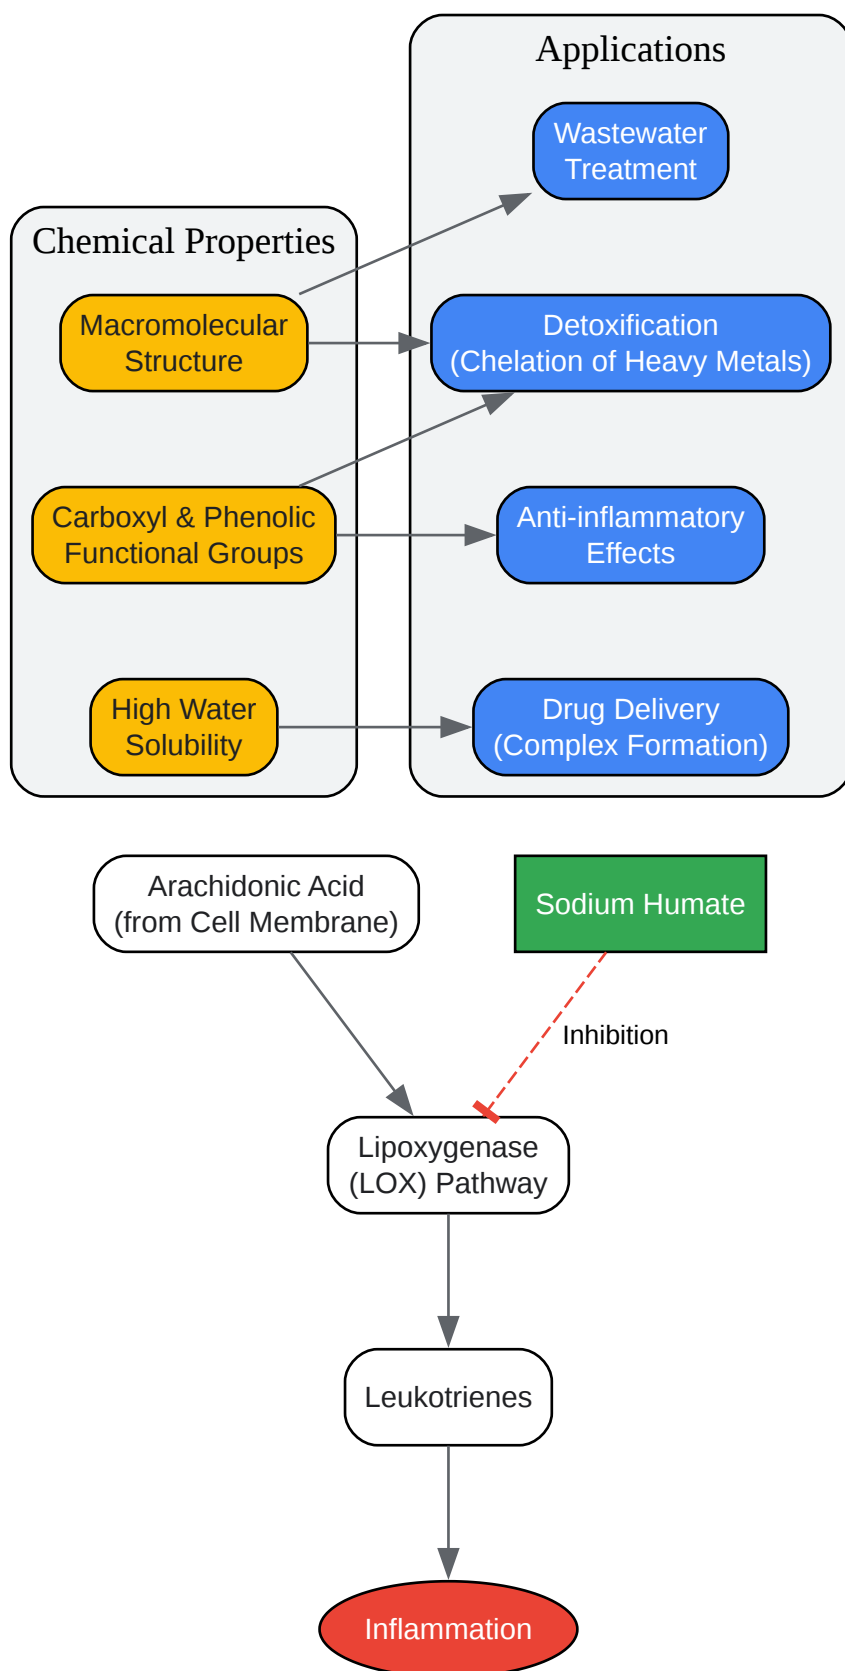 Applications
Wastewater
Treatment
Chemical Properties
Macromolecular
Structure
Detoxification
(Chelation of Heavy Metals)
Carboxyl & Phenolic
Functional Groups
Anti-inflammatory
Effects
High Water
Solubility
Drug Delivery
(Complex Formation)
Arachidonic Acid
(from Cell Membrane)
Sodium Humate
Inhibition
Lipoxygenase
(LOX) Pathway
Leukotrienes
Inflammation